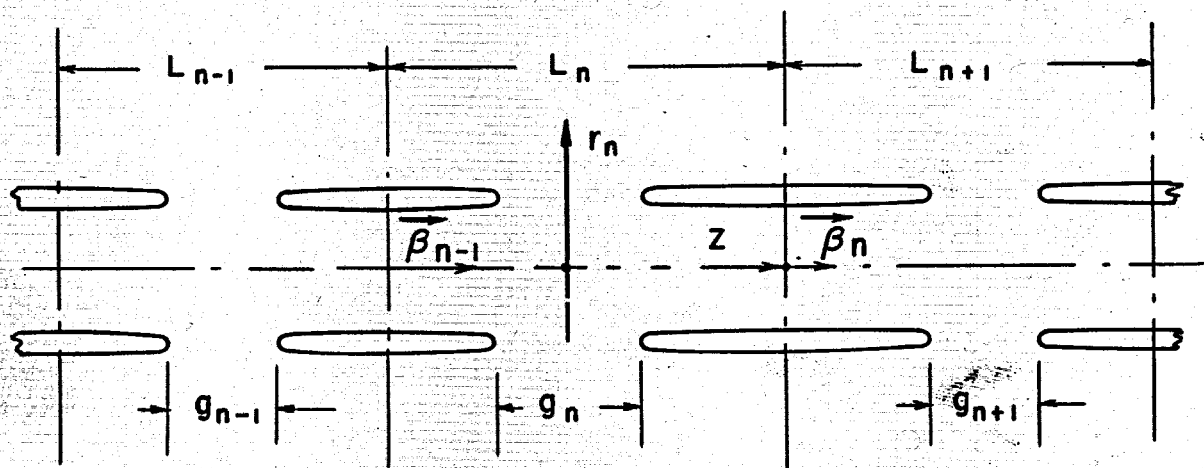 L n-1 L n L n+1
r n
β n-1 Z β n
g n-1 g n g n+1